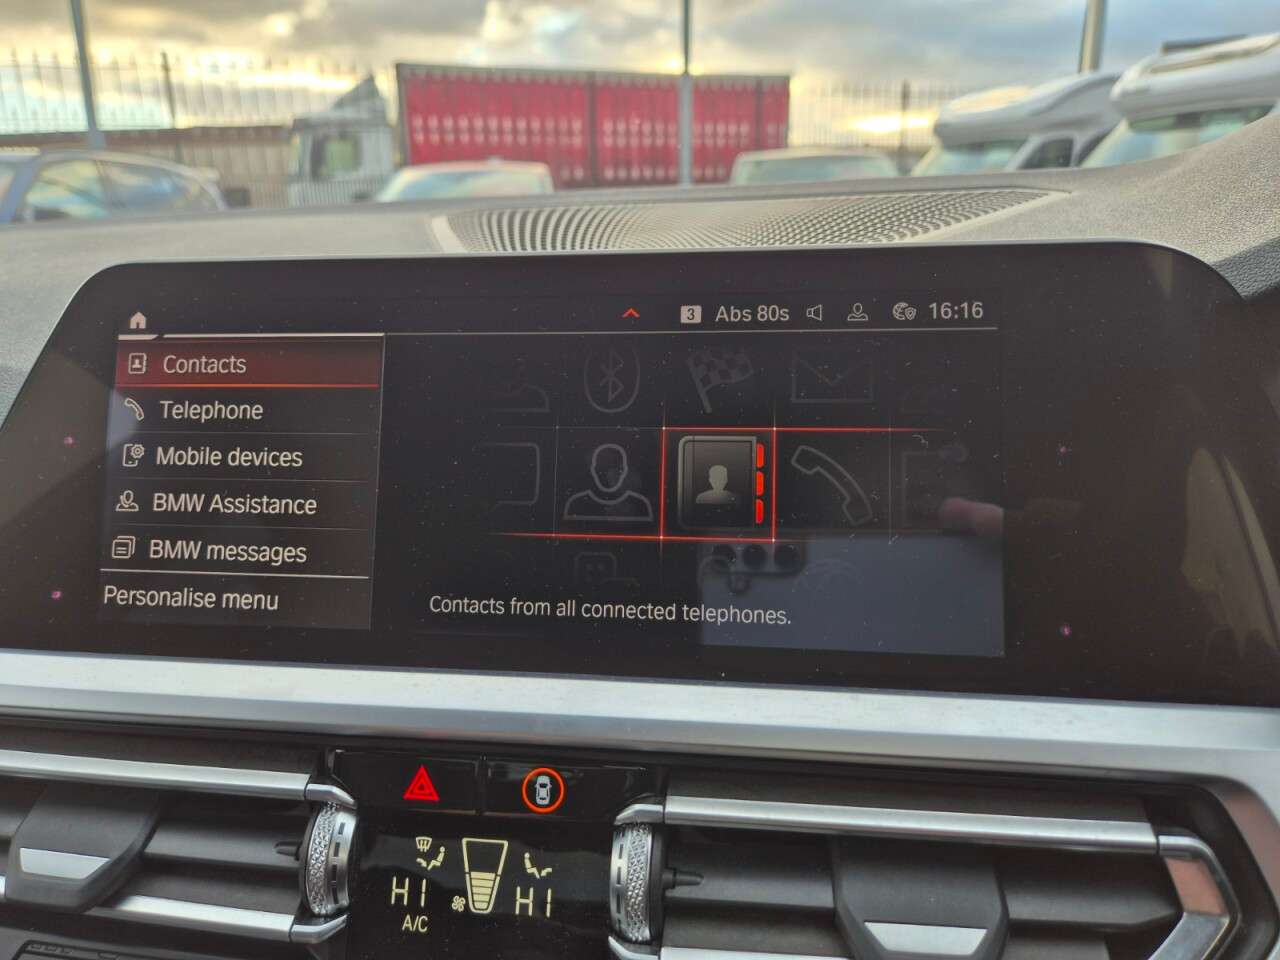 3 Abs 80s 16:16
Contacts
Telephone
Mobile devices
BMW Assistance
BMW messages
Personalise menu
Contacts from all connected telephones.
HI HI
A/C